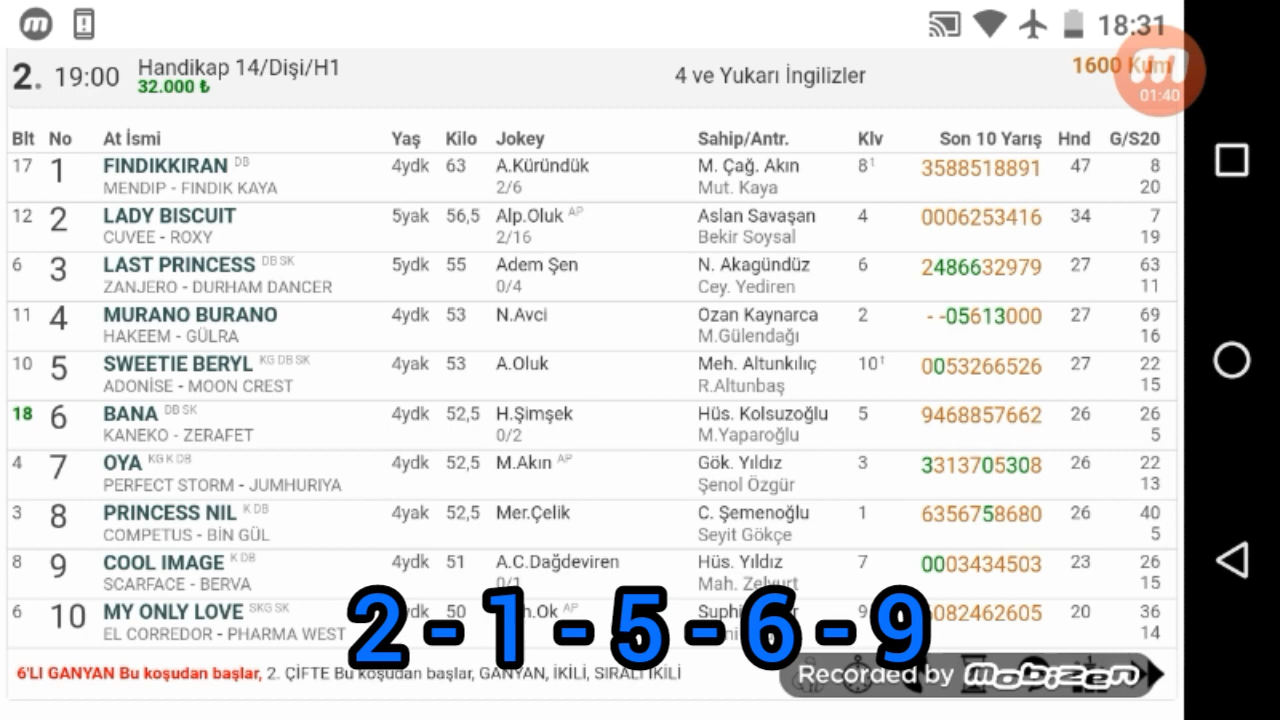 18:31
2. 19:00 Handikap 14/Dişi/H1 4 ve Yukarı İngilizler 1600 Kum
32.000 ₺
01:40
Blt No At İsmi Yaş Kilo Jokey Sahip/Antr. Klv Son 10 Yarış Hnd G/S20
17 1 FINDIKKIRAN DB 4ydk 63 A.Küründük M. Çağ. Akın 8¹ 3588518891 47 8
MENDIP - FINDIK KAYA 2/6 Mut. Kaya 20
12 2 LADY BISCUIT 5yak 56,5 Alp.Oluk AP Aslan Savaşan 4 0006253416 34 7
CUVEE - ROXY 2/16 Bekir Soysal 19
6 3 LAST PRINCESS DB SK 5ydk 55 Adem Şen N. Akagündüz 6 2486632979 27 63
ZANJERO - DURHAM DANCER 0/4 Cey. Yediren 11
11 4 MURANO BURANO 4ydk 53 N.Avci Ozan Kaynarca 2 - -05613000 27 69
HAKEEM - GÜLRA M.Gülendağı 16
10 5 SWEETIE BERYL KG DB SK 4yak 53 A.Oluk Meh. Altunkılıç 10¹ 0053266526 27 22
ADONİSE - MOON CREST R.Altunbaş 15
18 6 BANA DB SK 4ydk 52,5 H.Şimşek Hüs. Kolsuzoğlu 5 9468857662 26 26
KANEKO - ZERAFET 0/2 M.Yaparoğlu 5
4 7 OYA KG K DB 4ydk 52,5 M.Akın AP Gök. Yıldız 3 3313705308 26 22
PERFECT STORM - JUMHURIYA Şenol Özgür 13
3 8 PRINCESS NIL K DB 4yak 52,5 Mer.Çelik C. Şemenoğlu 1 6356758680 26 40
COMPETUS - BİN GÜL Seyit Gökçe 5
8 9 COOL IMAGE K DB 4ydk 51 A.C.Dağdeviren Hüs. Yıldız 7 0003434503 23 26
SCARFACE - BERVA 0/1 Mah. Zelyurt 15
6 10 MY ONLY LOVE SKG SK 50 AP 082462605 20 36
EL CORREDOR - PHARMA WEST 14
2 - 1 - 5 - 6 - 9
6'LI GANYAN Bu koşudan başlar, 2. ÇİFTE Bu koşudan başlar, GANYAN, İKİLİ, SIRALI İKİLİ
Recorded by mobizen